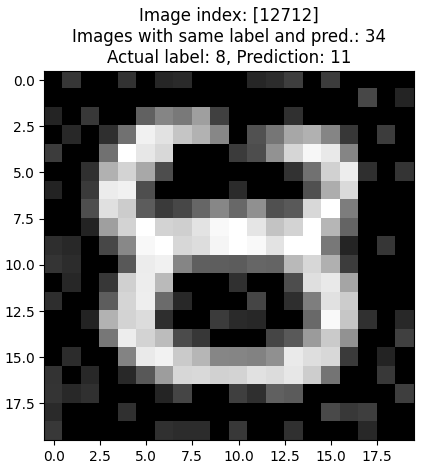 Image index: [12712]
Images with same label and pred.: 34
Actual label: 8, Prediction: 11
0.0
2.5
5.0
7.5
10.0
12.5
15.0
17.5
0.0 2.5 5.0 7.5 10.0 12.5 15.0 17.5